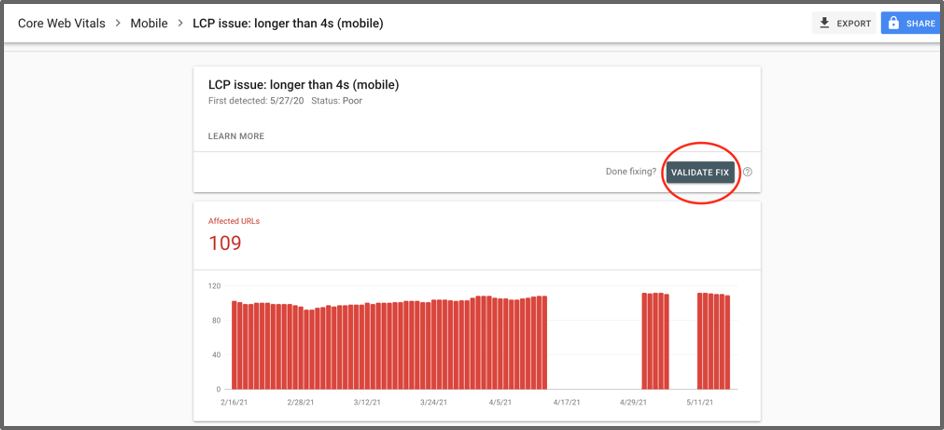 Core Web Vitals > Mobile > LCP issue: longer than 4s (mobile)
EXPORT
SHARE
LCP issue: longer than 4s (mobile)
First detected: 5/27/20 Status: Poor
LEARN MORE
Done fixing? VALIDATE FIX
Affected URLs
109
120
80
40
0
2/16/21 2/28/21 3/12/21 3/24/21 4/5/21 4/17/21 4/29/21 5/11/21